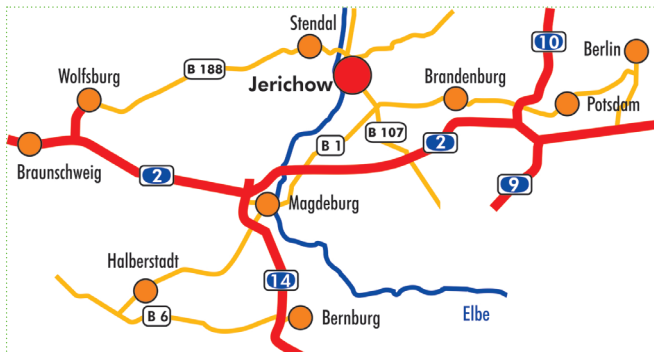 Stendal
10
Berlin
Wolfsburg
B 188
Jerichow
Brandenburg
Potsdam
B 107
B 1
2
Braunschweig
2
9
Magdeburg
Halberstadt
14
Elbe
B 6
Bernburg